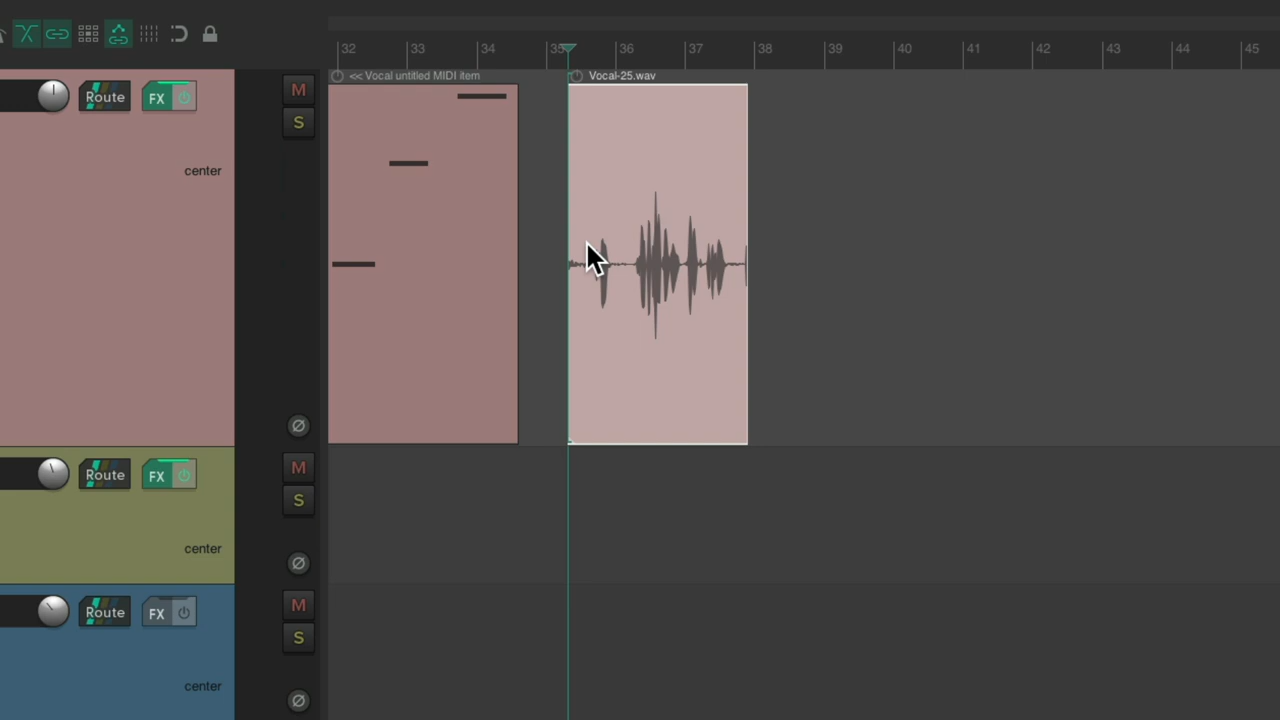 32 33 34 35 36 37 38 39 40 41 42 43 44 45
<< Vocal untitled MIDI item Vocal-25.wav
Route FX M
S
center
Route FX M
S
center
Route FX M
S
center